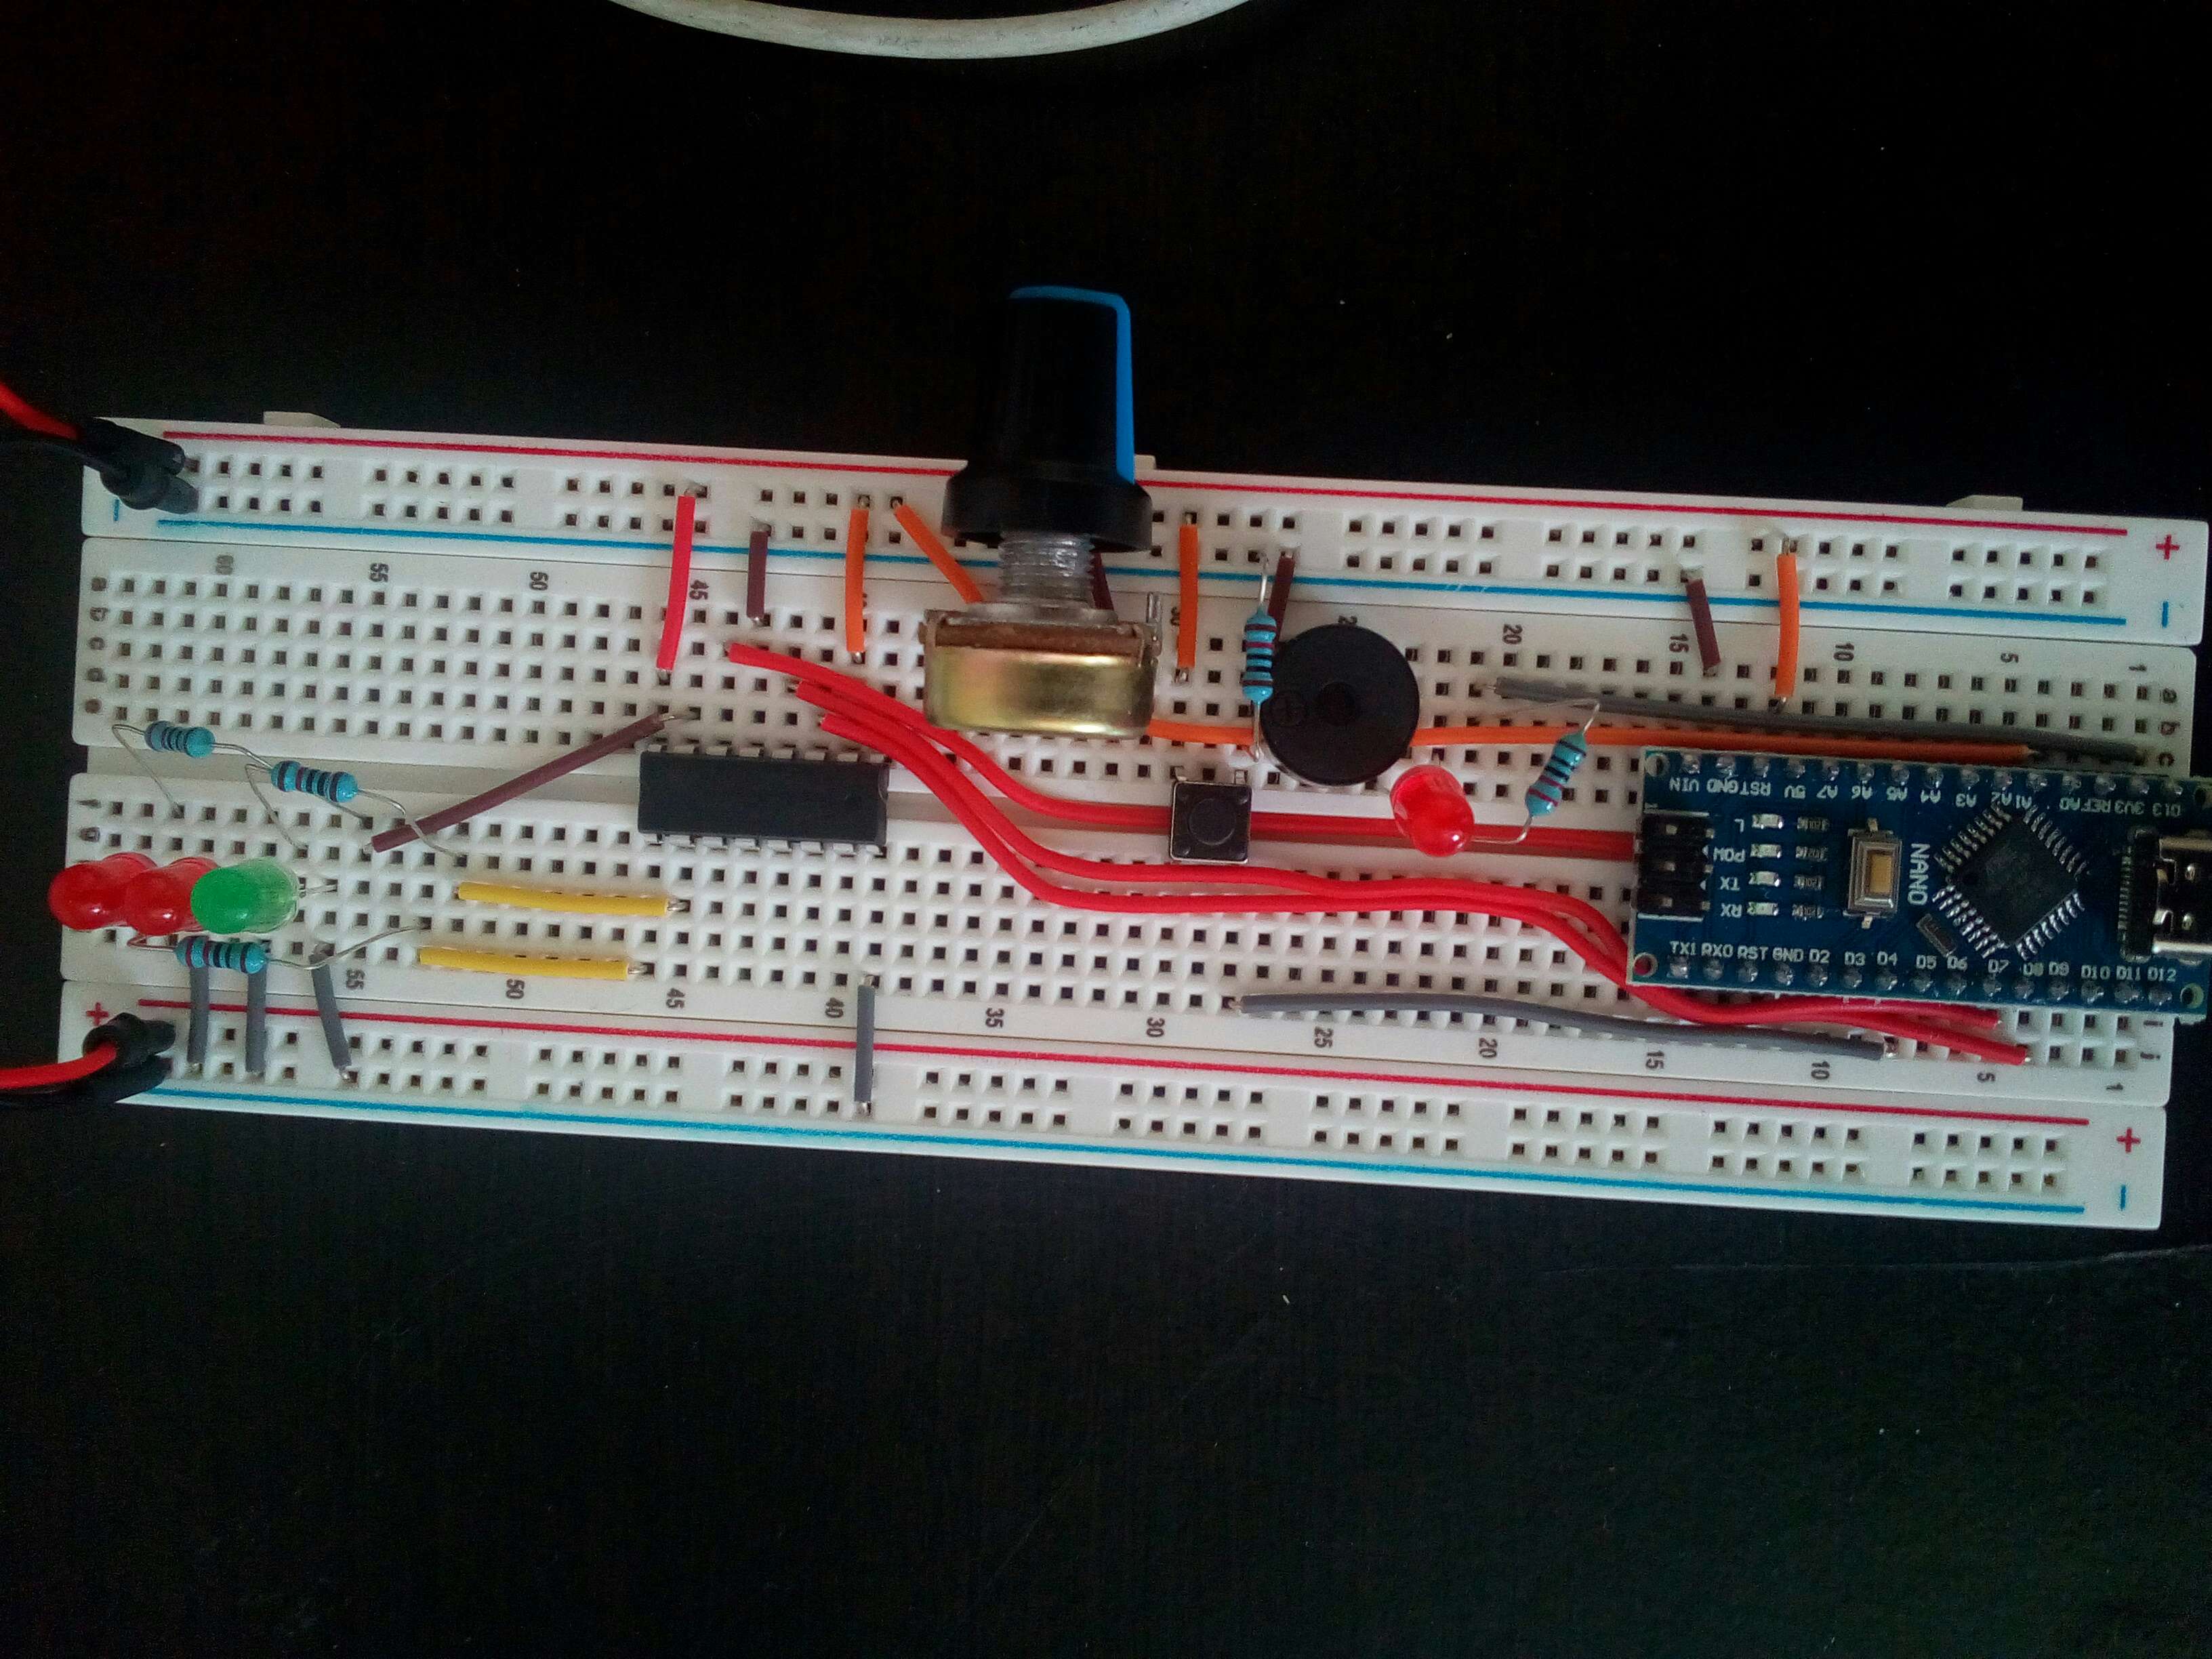 +
-
-
60
55
50
45
30
20
15
10
5
1
a
b
c
d
a
b
c
VIN GND RST 5V A7 A6 A5 A4 A3 A2 A1 A0 REF 3V3 D13
L
POW
TX
RX
NANO
TX1 RX0 RST GND D2 D3 D4 D5 D6 D7 D8 D9 D10 D11 D12
f
g
i
j
55
50
45
40
35
30
25
20
15
10
5
1
+
+
-